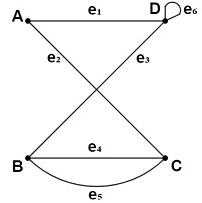 A e₁ D e₆
e₂ e₃
B e₄ C
e₅